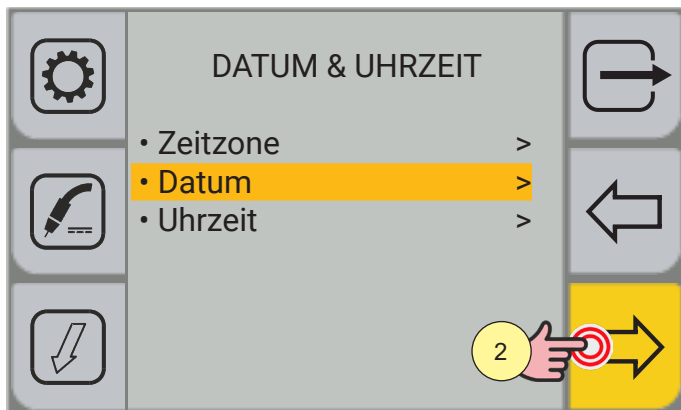 DATUM & UHRZEIT
• Zeitzone >
• Datum >
• Uhrzeit >
2